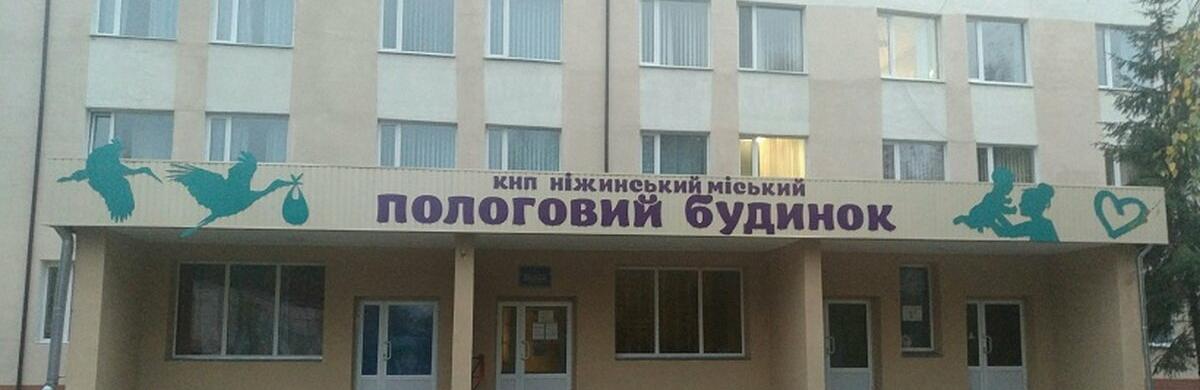 КНП НІЖИНСЬКИЙ МІСЬКИЙ
ПОЛОГОВИЙ БУДИНОК